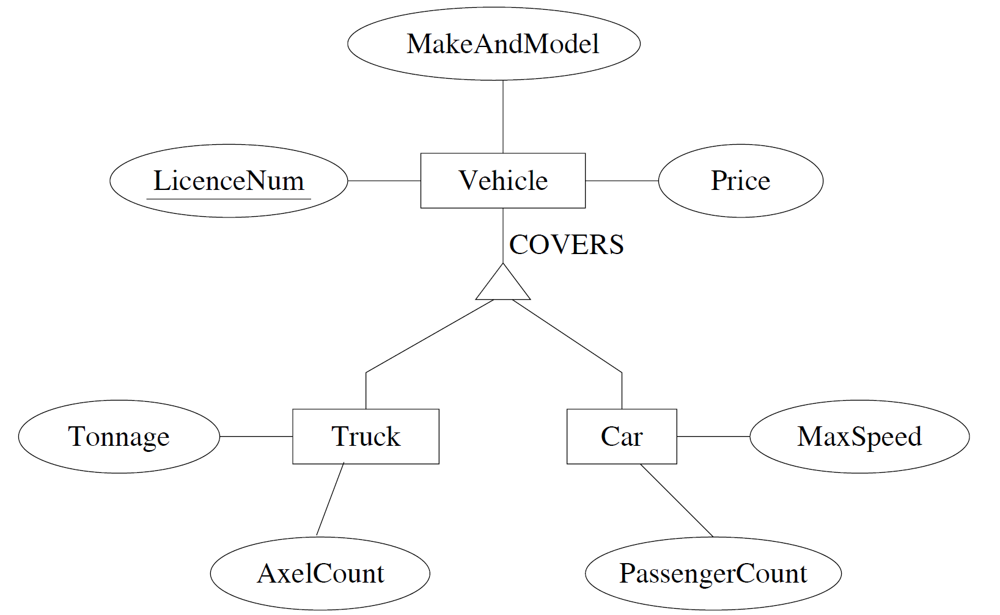 MakeAndModel
LicenceNum
Vehicle
Price
COVERS
Tonnage
Truck
Car
MaxSpeed
AxelCount
PassengerCount